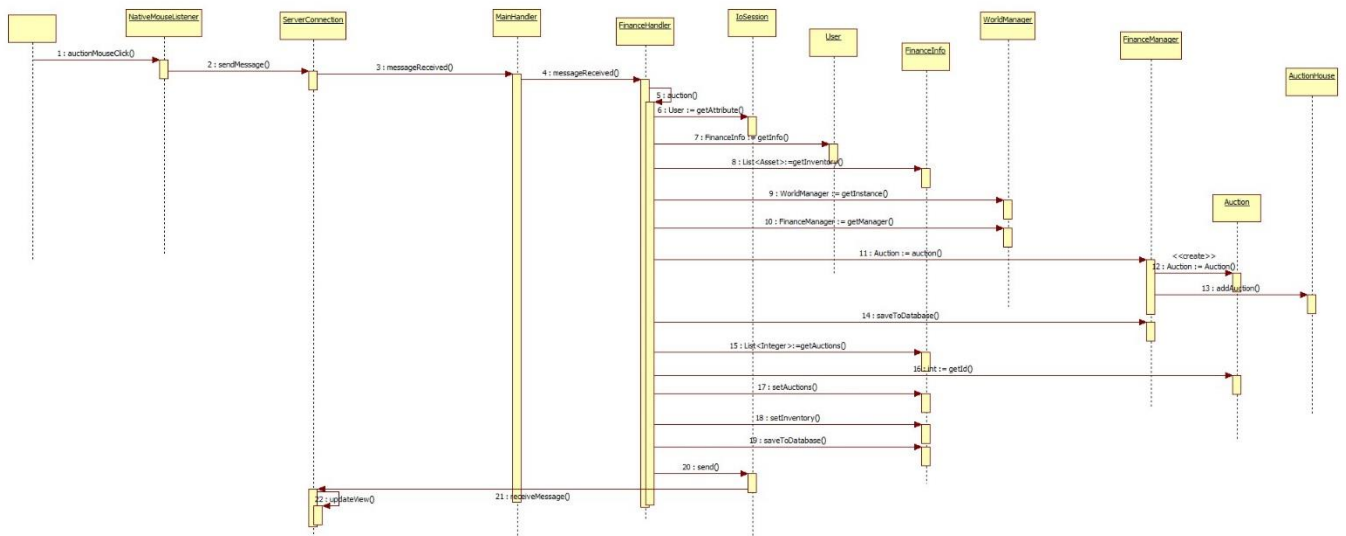 NativeMouseListener
ServerConnection
MainHandler
FinanceHandler
IoSession
User
FinanceInfo
WorldManager
FinanceManager
AuctionHouse
Auction
1 : auctionMouseClick()
2 : sendMessage()
3 : messageReceived()
4 : messageReceived()
5 : auction()
6 : User := getAttribute()
7 : FinanceInfo := getInfo()
8 : List<Asset>:=getInventory()
9 : WorldManager := getInstance()
10 : FinanceManager := getManager()
11 : Auction := auction()
<<create>>
12 : Auction := Auction()
13 : addAuction()
14 : saveToDatabase()
15 : List<Integer>:=getAuctions()
16 : int := getId()
17 : setAuctions()
18 : setInventory()
19 : saveToDatabase()
20 : send()
21 : receiveMessage()
22 : updateView()